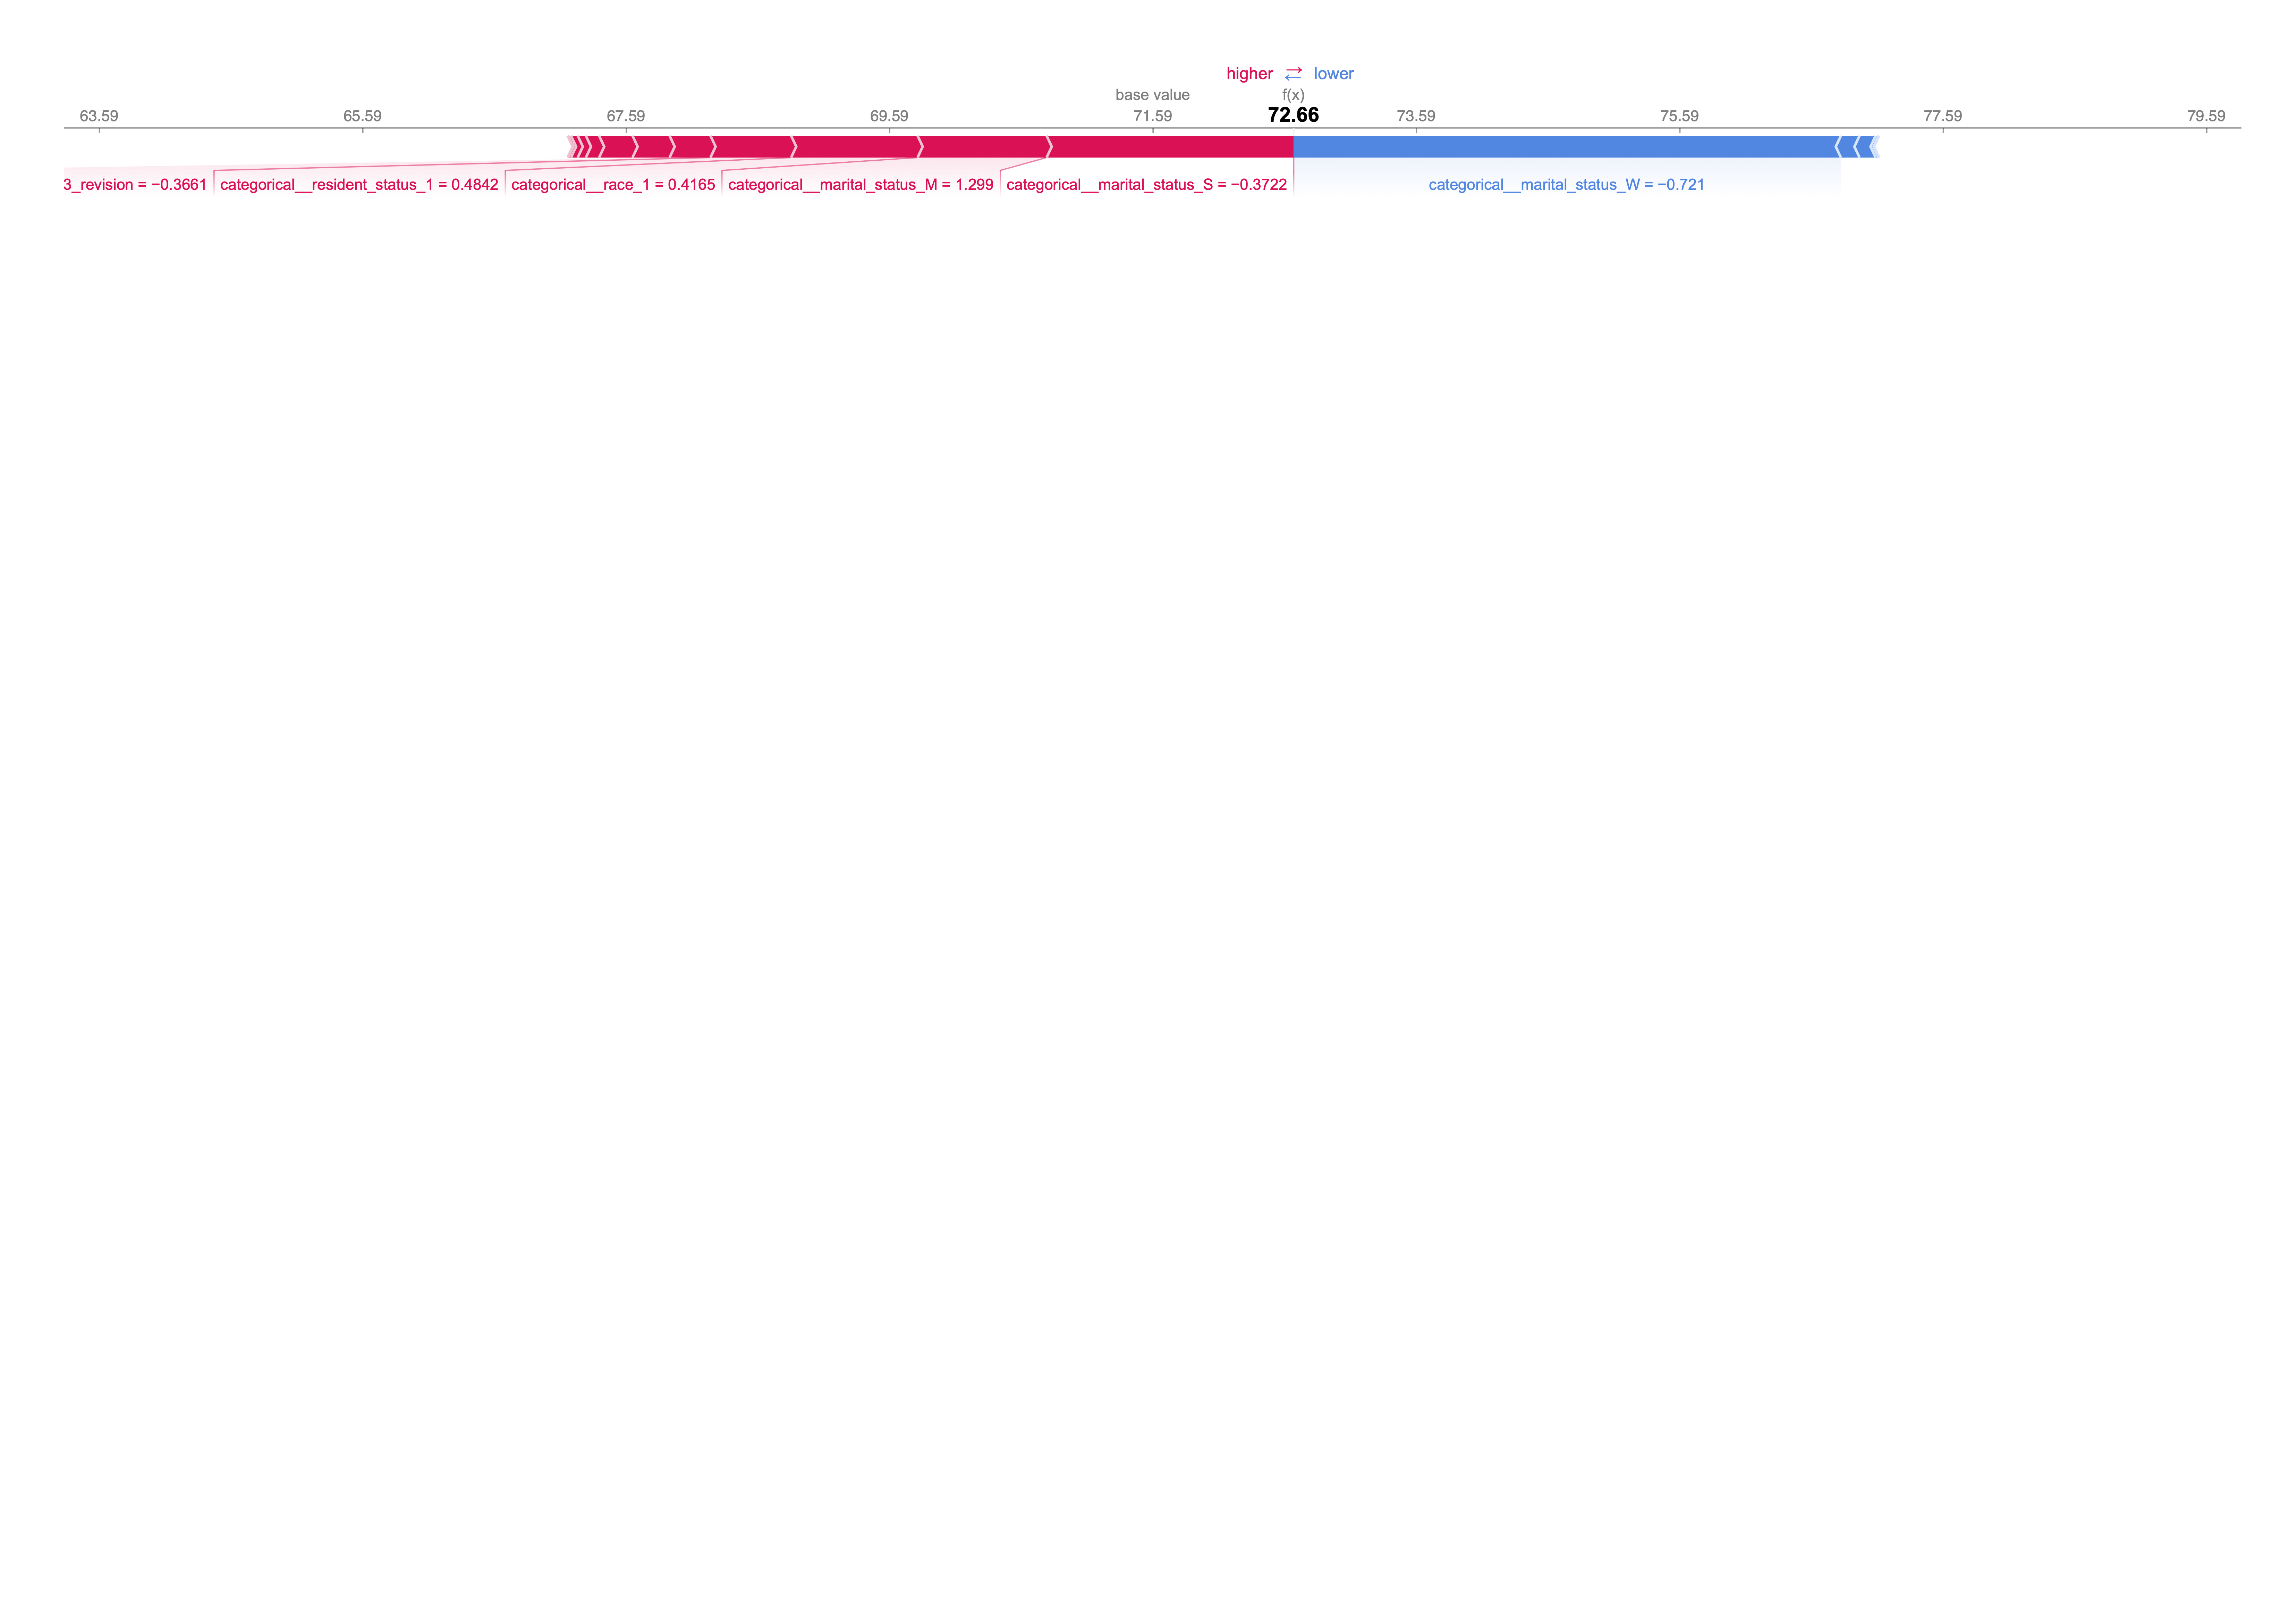 higher ⇄ lower
base value f(x)
63.59 65.59 67.59 69.59 71.59 72.66 73.59 75.59 77.59 79.59
3_revision = −0.3661 categorical__resident_status_1 = 0.4842 categorical__race_1 = 0.4165 categorical__marital_status_M = 1.299 categorical__marital_status_S = −0.3722 categorical__marital_status_W = −0.721